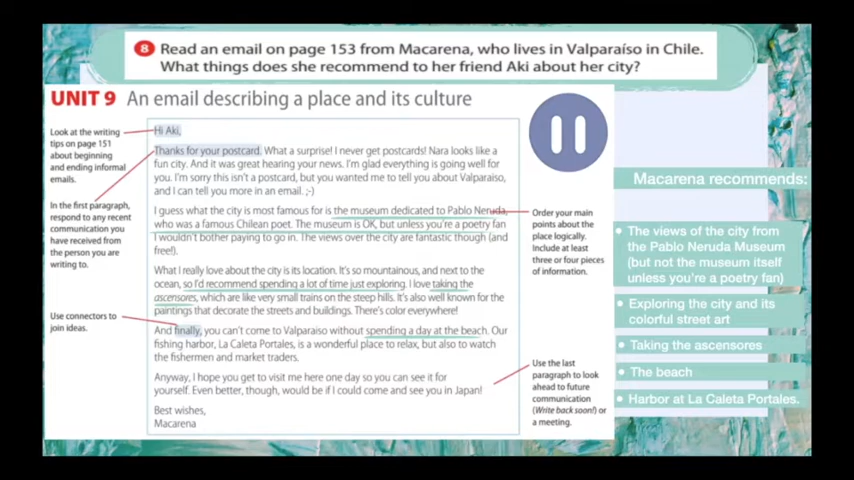 8 Read an email on page 153 from Macarena, who lives in Valparaíso in Chile.
What things does she recommend to her friend Aki about her city?
UNIT 9 An email describing a place and its culture
Look at the writing
tips on page 151
about beginning
and ending informal
emails.
In the first paragraph,
respond to any recent
communication you
have received from
the person you are
writing to.
Use connectors to
join ideas.
Hi Aki,
Thanks for your postcard. What a surprise! I never get postcards! Nara looks like a
fun city. And it was great hearing your news. I'm glad everything is going well for
you. I'm sorry this isn't a postcard, but you wanted me to tell you about Valparaiso,
and I can tell you more in an email. ;-)
I guess what the city is most famous for is the museum dedicated to Pablo Neruda,
who was a famous Chilean poet. The museum is OK, but unless you're a poetry fan
I wouldn't bother paying to go in. The views over the city are fantastic though (and
free!).
What I really love about the city is its location. It's so mountainous, and next to the
ocean, so I'd recommend spending a lot of time just exploring. I love taking the
ascensores, which are like very small trains on the steep hills. It's also well known for the
paintings that decorate the streets and buildings. There's color everywhere!
And finally, you can't come to Valparaiso without spending a day at the beach. Our
fishing harbor, La Caleta Portales, is a wonderful place to relax, but also to watch
the fishermen and market traders.
Anyway, I hope you get to visit me here one day so you can see it for
yourself. Even better, though, would be if I could come and see you in Japan!
Best wishes,
Macarena
Order your main
points about the
place logically.
Include at least
three or four pieces
of information.
Use the last
paragraph to look
ahead to future
communication
(Write back soon!) or
a meeting.
Macarena recommends:
• The views of the city from
the Pablo Neruda Museum
(but not the museum itself
unless you're a poetry fan)
• Exploring the city and its
colorful street art
• Taking the ascensores
• The beach
• Harbor at La Caleta Portales.